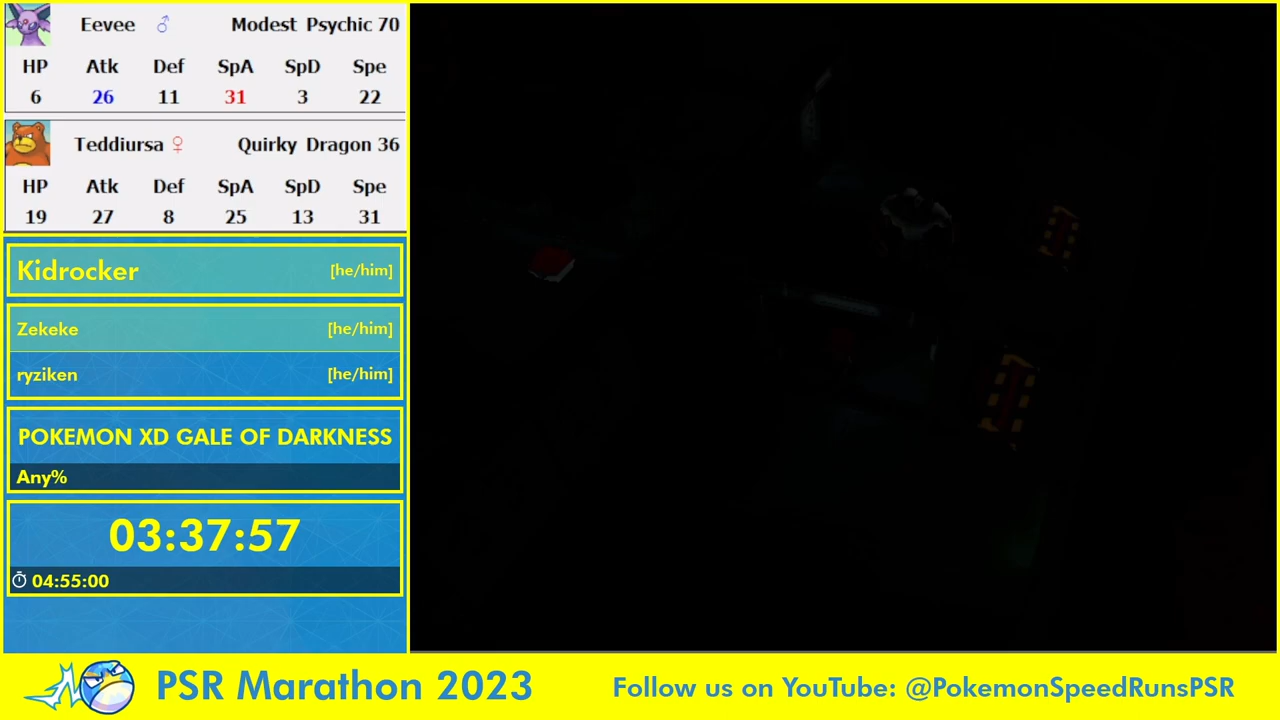 Eevee ♂ Modest Psychic 70
HP Atk Def SpA SpD Spe
6 26 11 31 3 22
Teddiursa ♀ Quirky Dragon 36
HP Atk Def SpA SpD Spe
19 27 8 25 13 31
Kidrocker [he/him]
Zekeke [he/him]
ryziken [he/him]
POKEMON XD GALE OF DARKNESS
Any%
03:37:57
04:55:00
PSR Marathon 2023 Follow us on YouTube: @PokemonSpeedRunsPSR